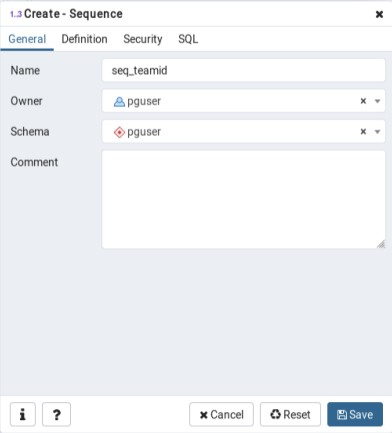 1..3 Create - Sequence
General Definition Security SQL
Name seq_teamid
Owner pguser
Schema pguser
Comment
i ? Cancel Reset Save